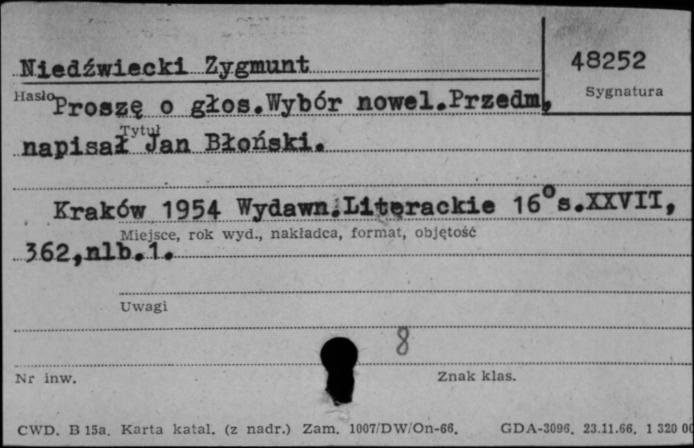 Niedźwiecki Zygmunt
48252
Hasło
Sygnatura
Proszę o głos.Wybór nowel.Przedm,
Tytuł
napisał Jan Błoński.
Kraków 1954 Wydawn.Literackie 16°s.XXVII,
Miejsce, rok wyd., nakładca, format, objętość
362,nlb.1.
Uwagi
8
Nr inw.
Znak klas.
CWD. B 15a. Karta katal. (z nadr.) Zam. 1007/DW/On-66. GDA-3096. 23.11.66. 1 320 00